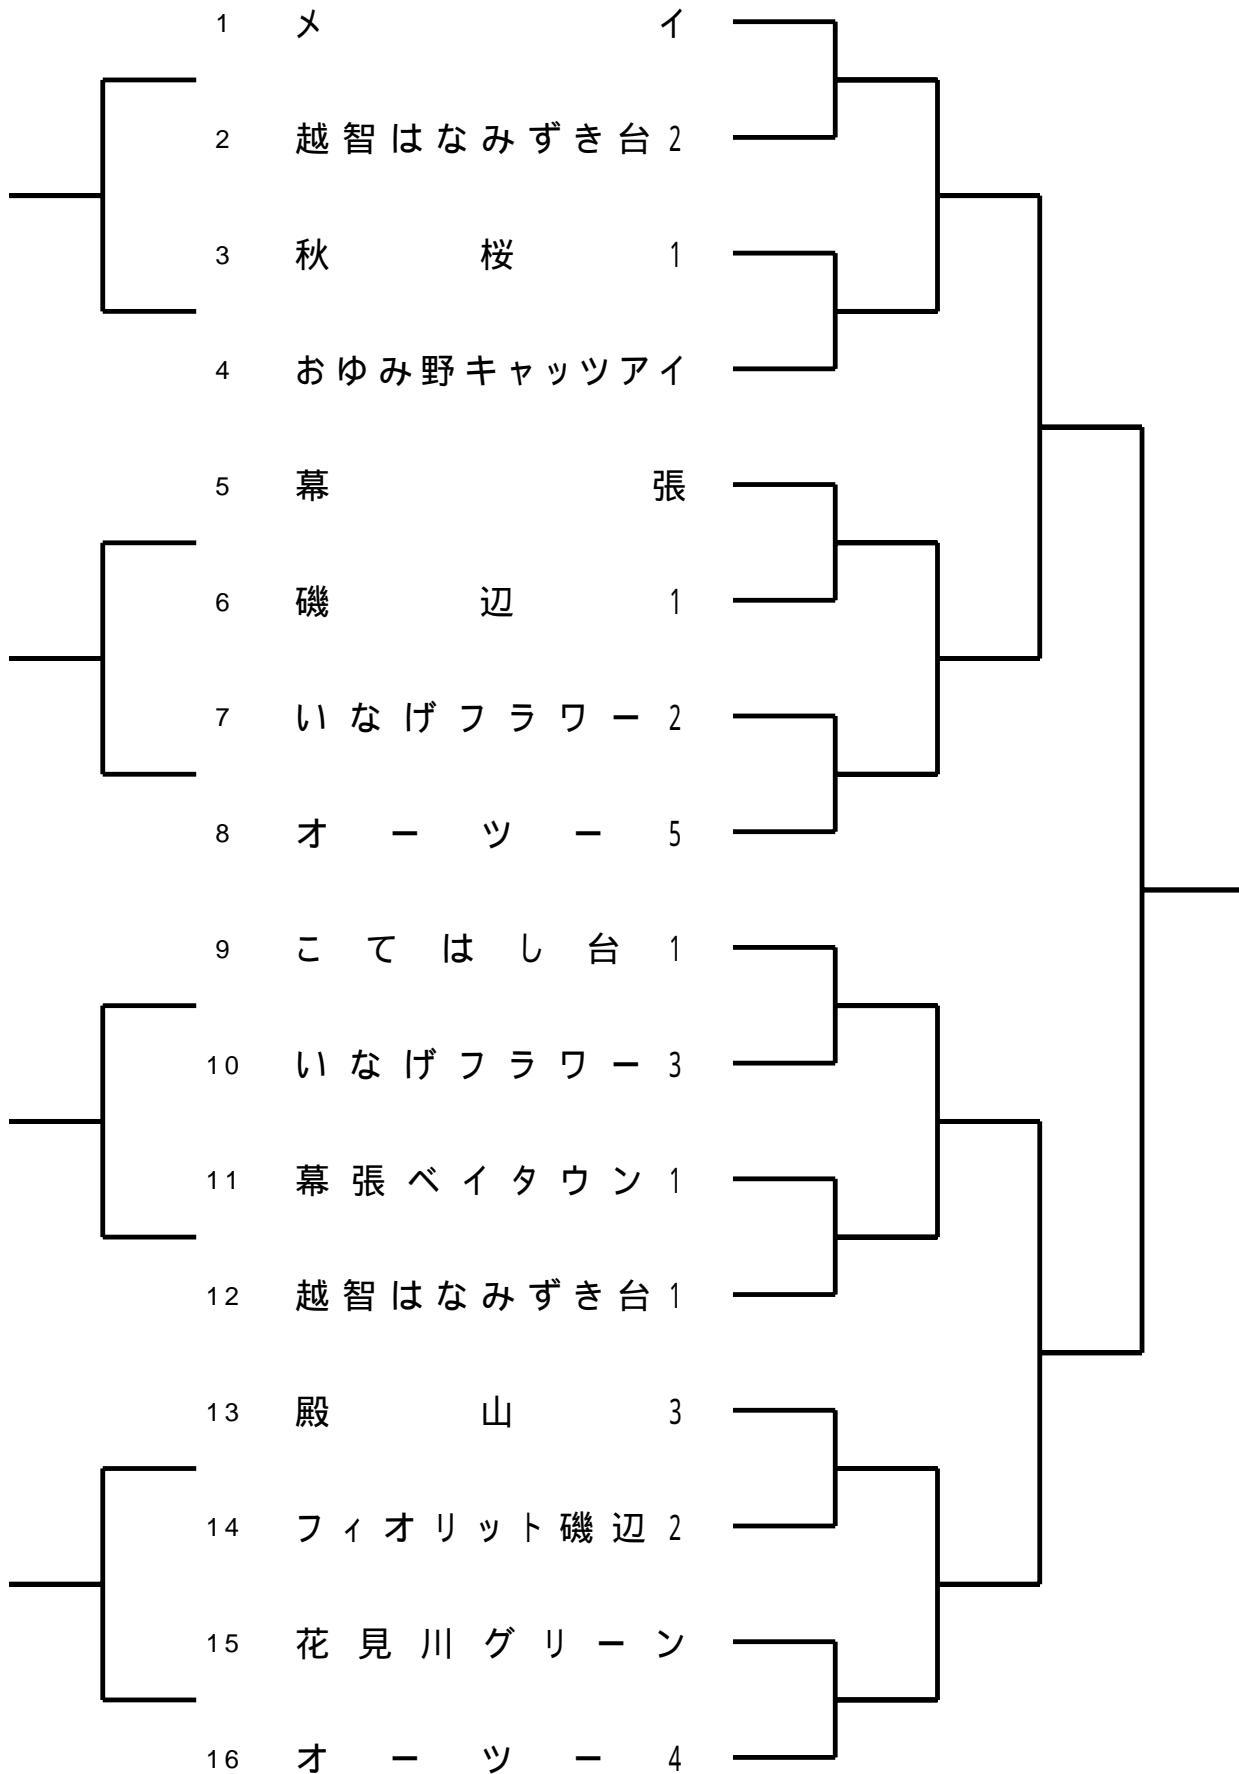 1 メイ
2 越智はなみずき台2
3 秋桜1
4 おゆみ野キャッツアイ
5 幕張
6 磯辺1
7 いなげフラワー2
8 オーツー5
9 こてはし台1
10 いなげフラワー3
11 幕張ベイタウン1
12 越智はなみずき台1
13 殿山3
14 フィオリット磯辺2
15 花見川グリーン
16 オーツー4